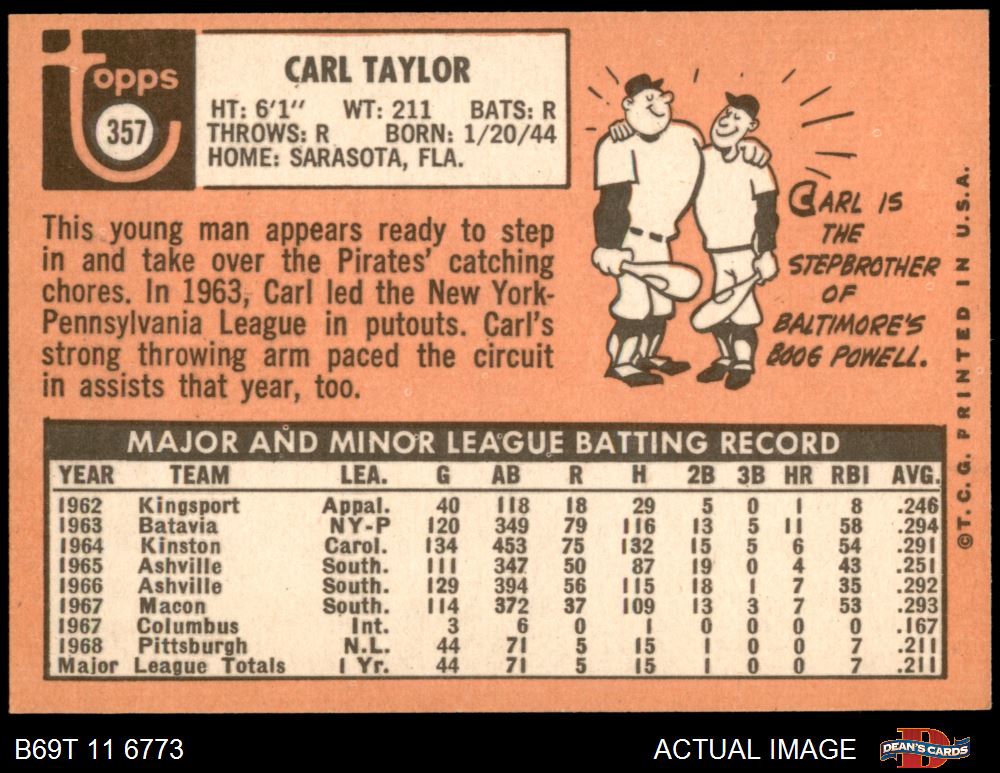 topps
357
CARL TAYLOR
HT: 6'1" WT: 211 BATS: R
THROWS: R BORN: 1/20/44
HOME: SARASOTA, FLA.
This young man appears ready to step
in and take over the Pirates' catching
chores. In 1963, Carl led the New York-
Pennsylvania League in putouts. Carl's
strong throwing arm paced the circuit
in assists that year, too.
CARL IS
THE
STEPBROTHER
OF
BALTIMORE'S
BOOG POWELL.
©T. C. G. PRINTED IN U.S.A.
MAJOR AND MINOR LEAGUE BATTING RECORD
YEAR TEAM LEA. G AB R H 2B 3B HR RBI AVG.
1962 Kingsport Appal. 40 118 18 29 5 0 1 8 .246
1963 Batavia NY-P 120 349 79 116 13 5 11 58 .294
1964 Kinston Carol. 134 453 75 132 15 5 6 54 .291
1965 Ashville South. 111 347 50 87 19 0 4 43 .251
1966 Ashville South. 129 394 56 115 18 1 7 35 .292
1967 Macon South. 114 372 37 109 13 3 7 53 .293
1967 Columbus Int. 3 6 0 1 0 0 0 0 .167
1968 Pittsburgh N.L. 44 71 5 15 1 0 0 7 .211
Major League Totals 1 Yr. 44 71 5 15 1 0 0 7 .211
B69T 11 6773
ACTUAL IMAGE
DEAN'S CARDS